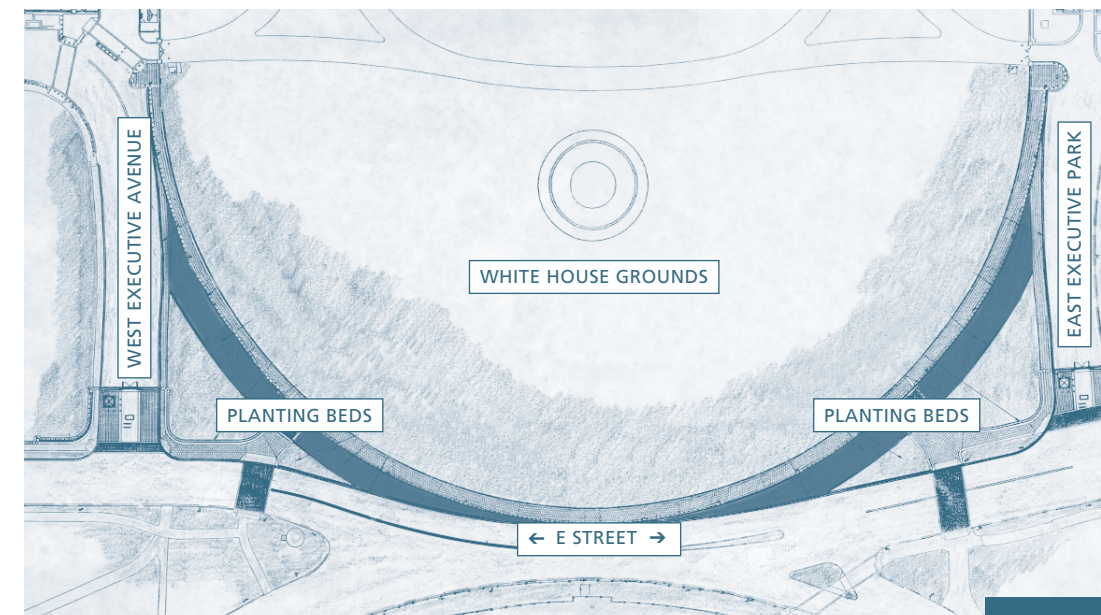 WEST EXECUTIVE AVENUE
EAST EXECUTIVE PARK
WHITE HOUSE GROUNDS
PLANTING BEDS
PLANTING BEDS
← E STREET →